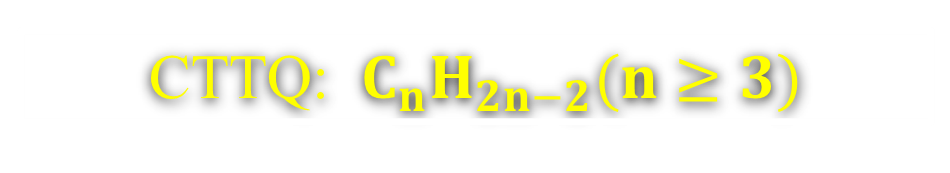 CTTQ: CₙH₂ₙ₋₂(n ≥ 3)